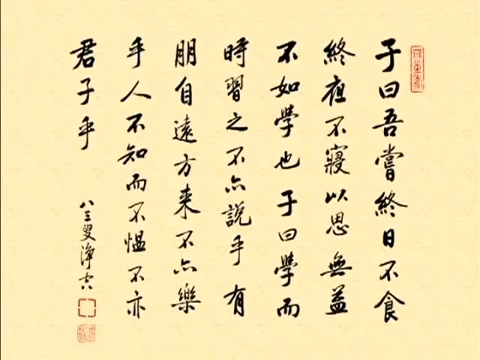 子曰吾嘗終日不食
終夜不寢以思無益
不如學也子曰學而
時習之不亦說乎有
朋自遠方来不亦樂
乎人不知而不愠不亦
君子乎
八三叟淨空